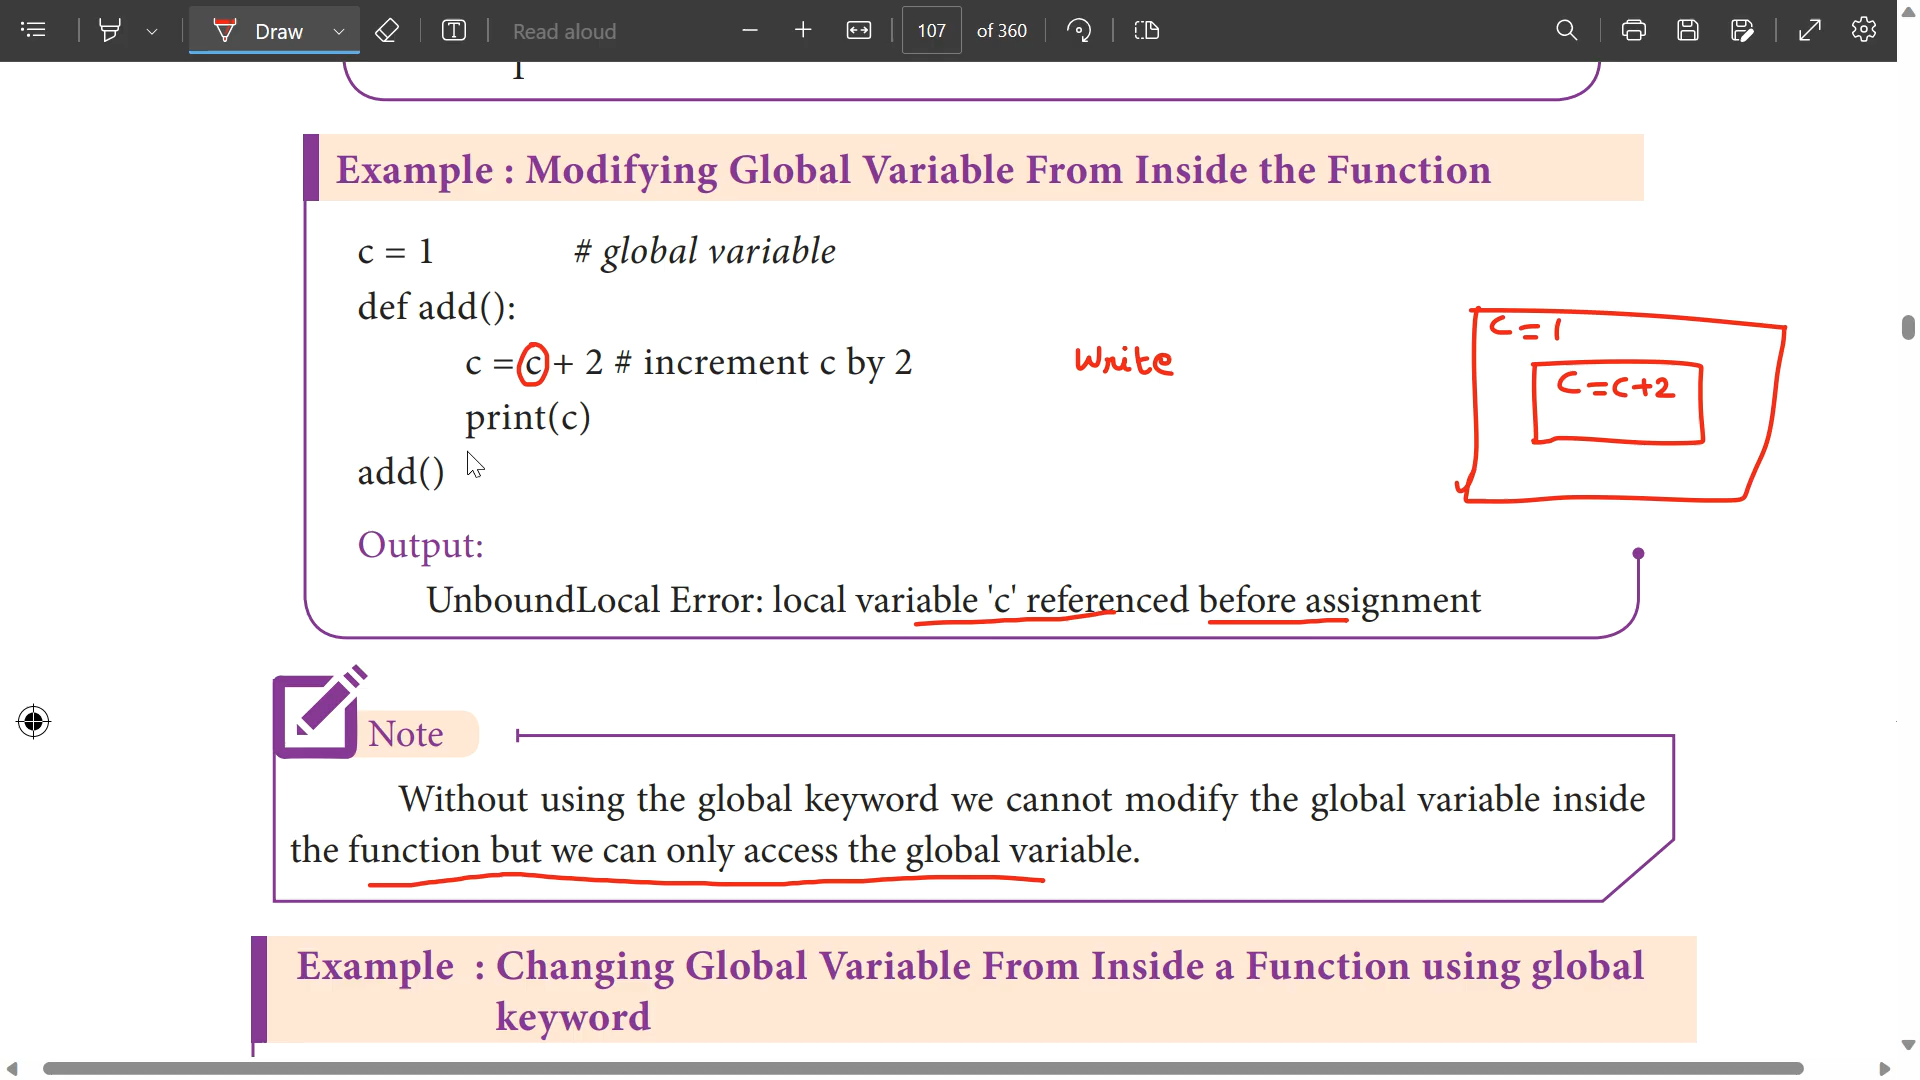 Draw
Read aloud
107 of 360
Example : Modifying Global Variable From Inside the Function
c = 1 # global variable
def add():
c = c + 2 # increment c by 2
Write
print(c)
add()
C = 1
C = C + 2
Output:
UnboundLocal Error: local variable 'c' referenced before assignment
Note
Without using the global keyword we cannot modify the global variable inside
the function but we can only access the global variable.
Example : Changing Global Variable From Inside a Function using global
keyword